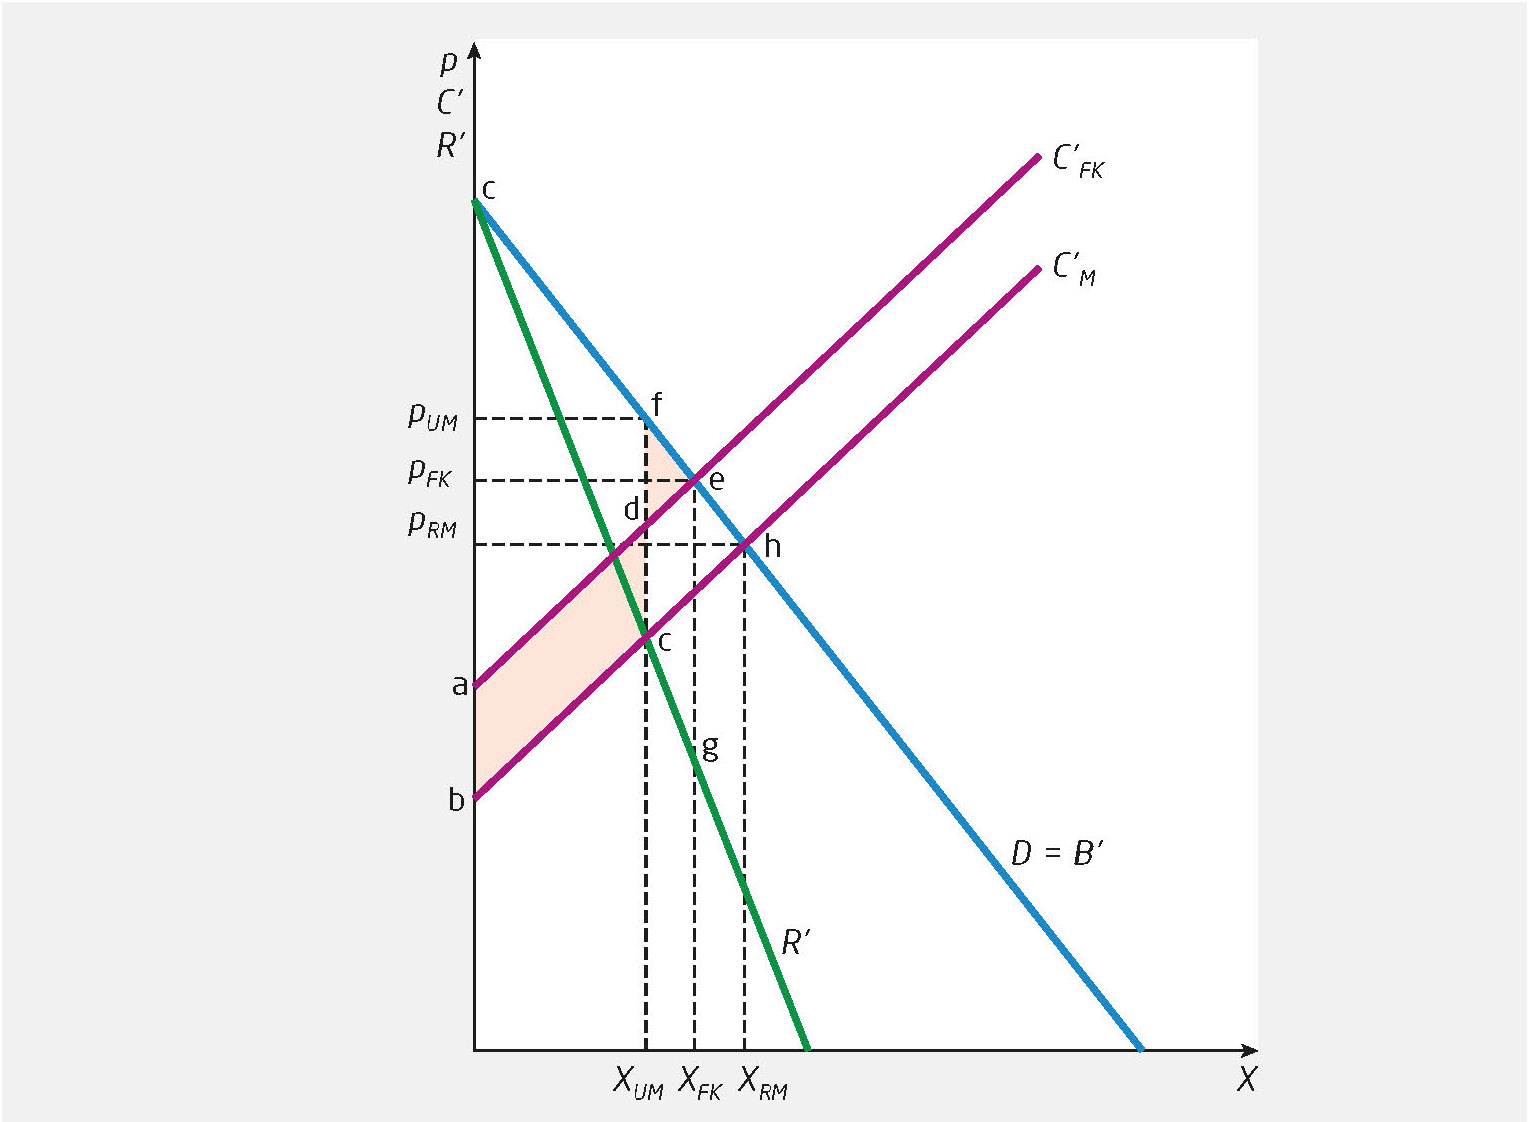 p
C′
R′
c
C′FK
C′M
pUM
f
pFK
e
d
pRM
h
c
a
g
b
D = B′
R′
XUM
XFK
XRM
X